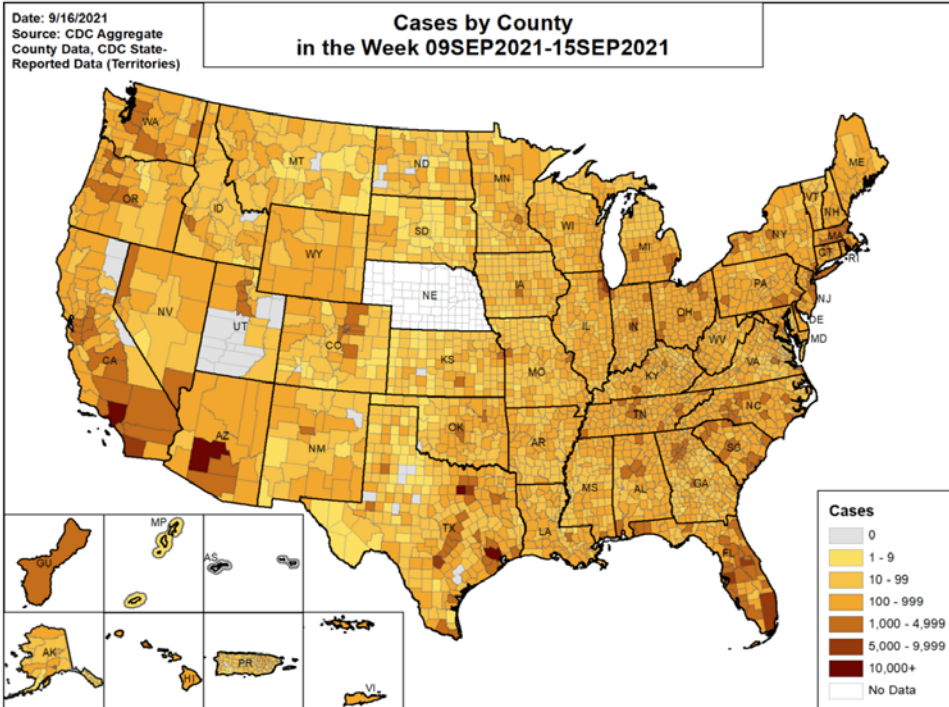 Date: 9/16/2021
Source: CDC Aggregate
County Data, CDC State-
Reported Data (Territories)
Cases by County
in the Week 09SEP2021-15SEP2021
WA
MT
ND
MN
ME
OR
ID
SD
WI
MI
VT
NH
NY
MA
CT
RI
WY
NE
IA
PA
NJ
NV
UT
CO
IL
IN
OH
DE
MD
WV
VA
CA
KS
MO
KY
AZ
NM
OK
AR
TN
NC
SC
MS
AL
GA
TX
LA
FL
GU
MP
AS
AK
HI
PR
VI
Cases
0
1 - 9
10 - 99
100 - 999
1,000 - 4,999
5,000 - 9,999
10,000+
No Data